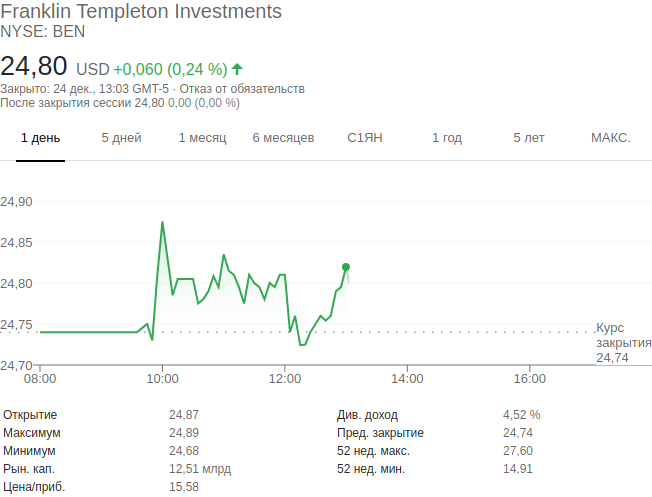 Franklin Templeton Investments
NYSE: BEN
24,80 USD +0,060 (0,24 %)
Закрыто: 24 дек., 13:03 GMT-5 · Отказ от обязательств
После закрытия сессии 24,80 0,00 (0,00 %)
1 день 5 дней 1 месяц 6 месяцев С1ЯН 1 год 5 лет МАКС.
24,90
24,85
24,80
24,75
24,70
Курс
закрытия
24,74
08:00 10:00 12:00 14:00 16:00
Открытие 24,87 Див. доход 4,52 %
Максимум 24,89 Пред. закрытие 24,74
Минимум 24,68 52 нед. макс. 27,60
Рын. кап. 12,51 млрд 52 нед. мин. 14,91
Цена/приб. 15,58